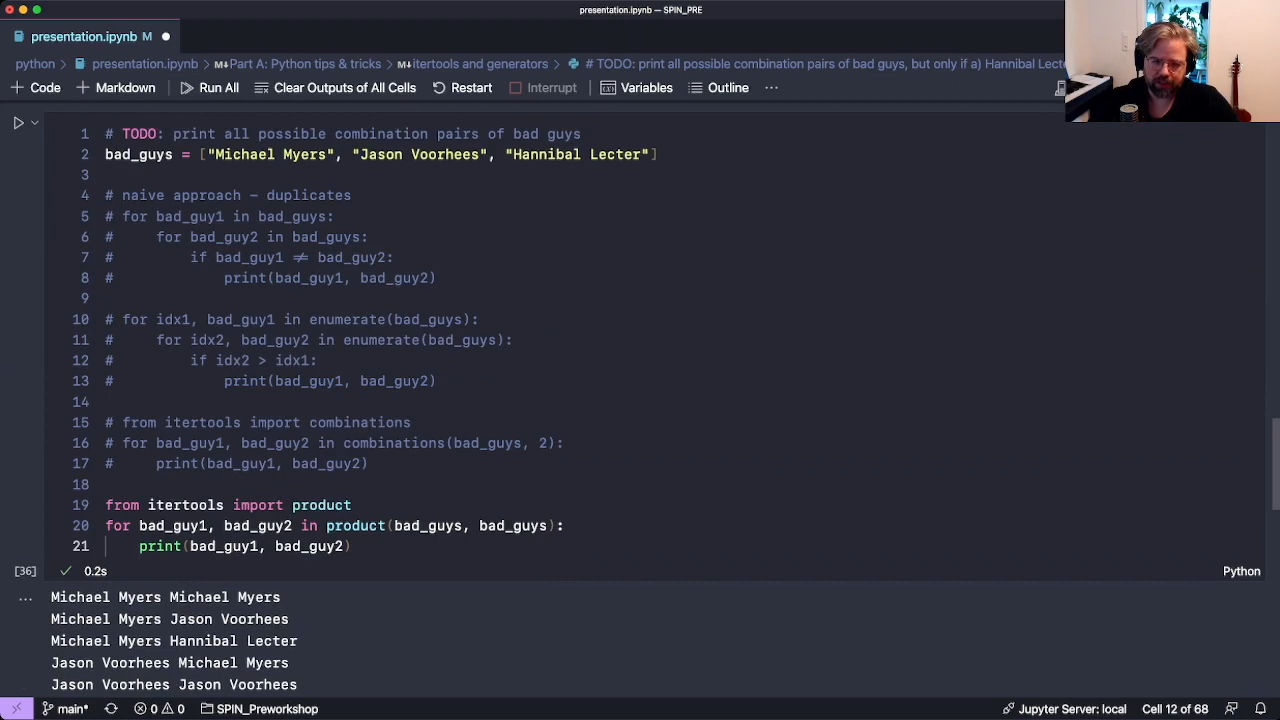 presentation.ipynb — SPIN_PRE
presentation.ipynb M
python > presentation.ipynb > M↓Part A: Python tips & tricks > M↓itertools and generators > # TODO: print all possible combination pairs of bad guys, but only if a) Hannibal Lecte
+ Code + Markdown Run All Clear Outputs of All Cells Restart Interrupt Variables Outline ...
1 # TODO: print all possible combination pairs of bad guys
2 bad_guys = ["Michael Myers", "Jason Voorhees", "Hannibal Lecter"]
3
4 # naive approach - duplicates
5 # for bad_guy1 in bad_guys:
6 #     for bad_guy2 in bad_guys:
7 #         if bad_guy1 ≠ bad_guy2:
8 #             print(bad_guy1, bad_guy2)
9
10 # for idx1, bad_guy1 in enumerate(bad_guys):
11 #     for idx2, bad_guy2 in enumerate(bad_guys):
12 #         if idx2 > idx1:
13 #             print(bad_guy1, bad_guy2)
14
15 # from itertools import combinations
16 # for bad_guy1, bad_guy2 in combinations(bad_guys, 2):
17 #     print(bad_guy1, bad_guy2)
18
19 from itertools import product
20 for bad_guy1, bad_guy2 in product(bad_guys, bad_guys):
21     print(bad_guy1, bad_guy2)
[36] ✓ 0.2s Python
... Michael Myers Michael Myers
Michael Myers Jason Voorhees
Michael Myers Hannibal Lecter
Jason Voorhees Michael Myers
Jason Voorhees Jason Voorhees
main* 0 0 SPIN_Preworkshop Jupyter Server: local Cell 12 of 68